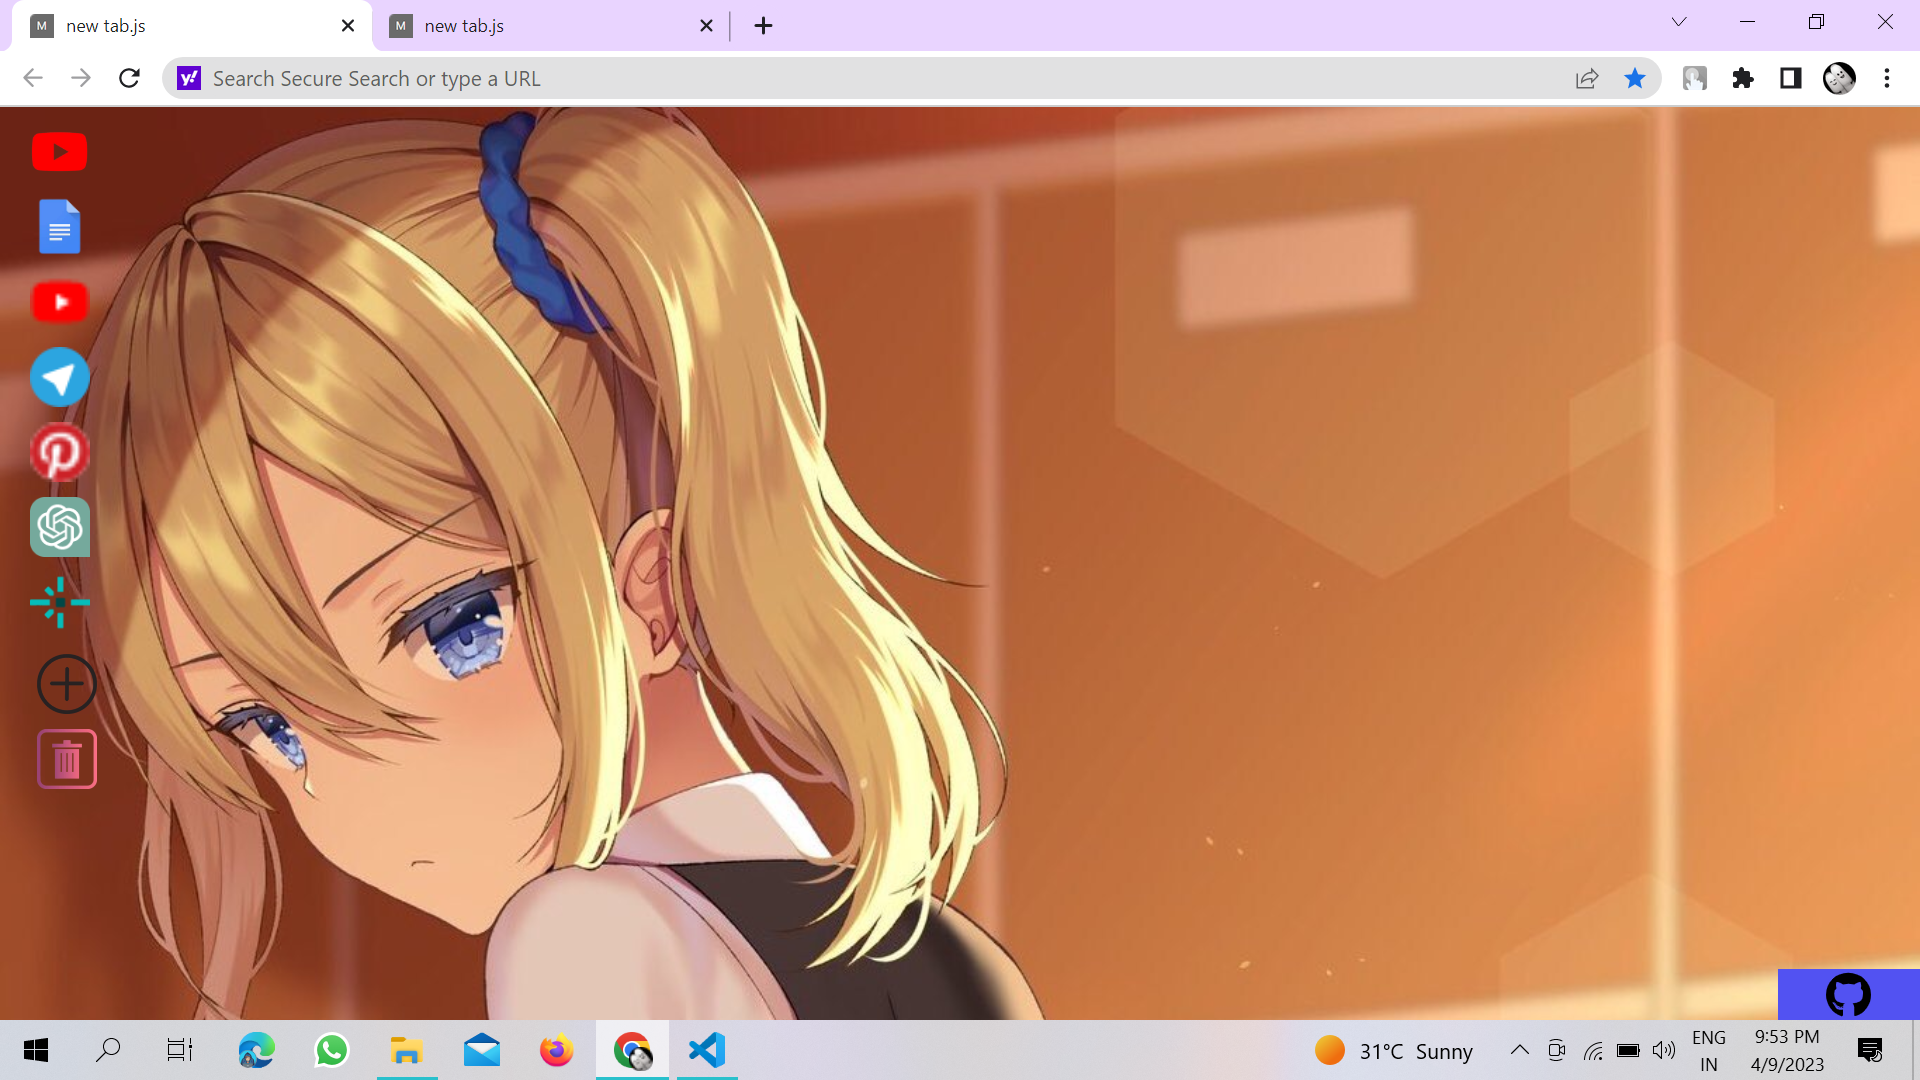 M new tab.js
M new tab.js
y! Search Secure Search or type a URL
31°C Sunny
ENG
IN
9:53 PM
4/9/2023